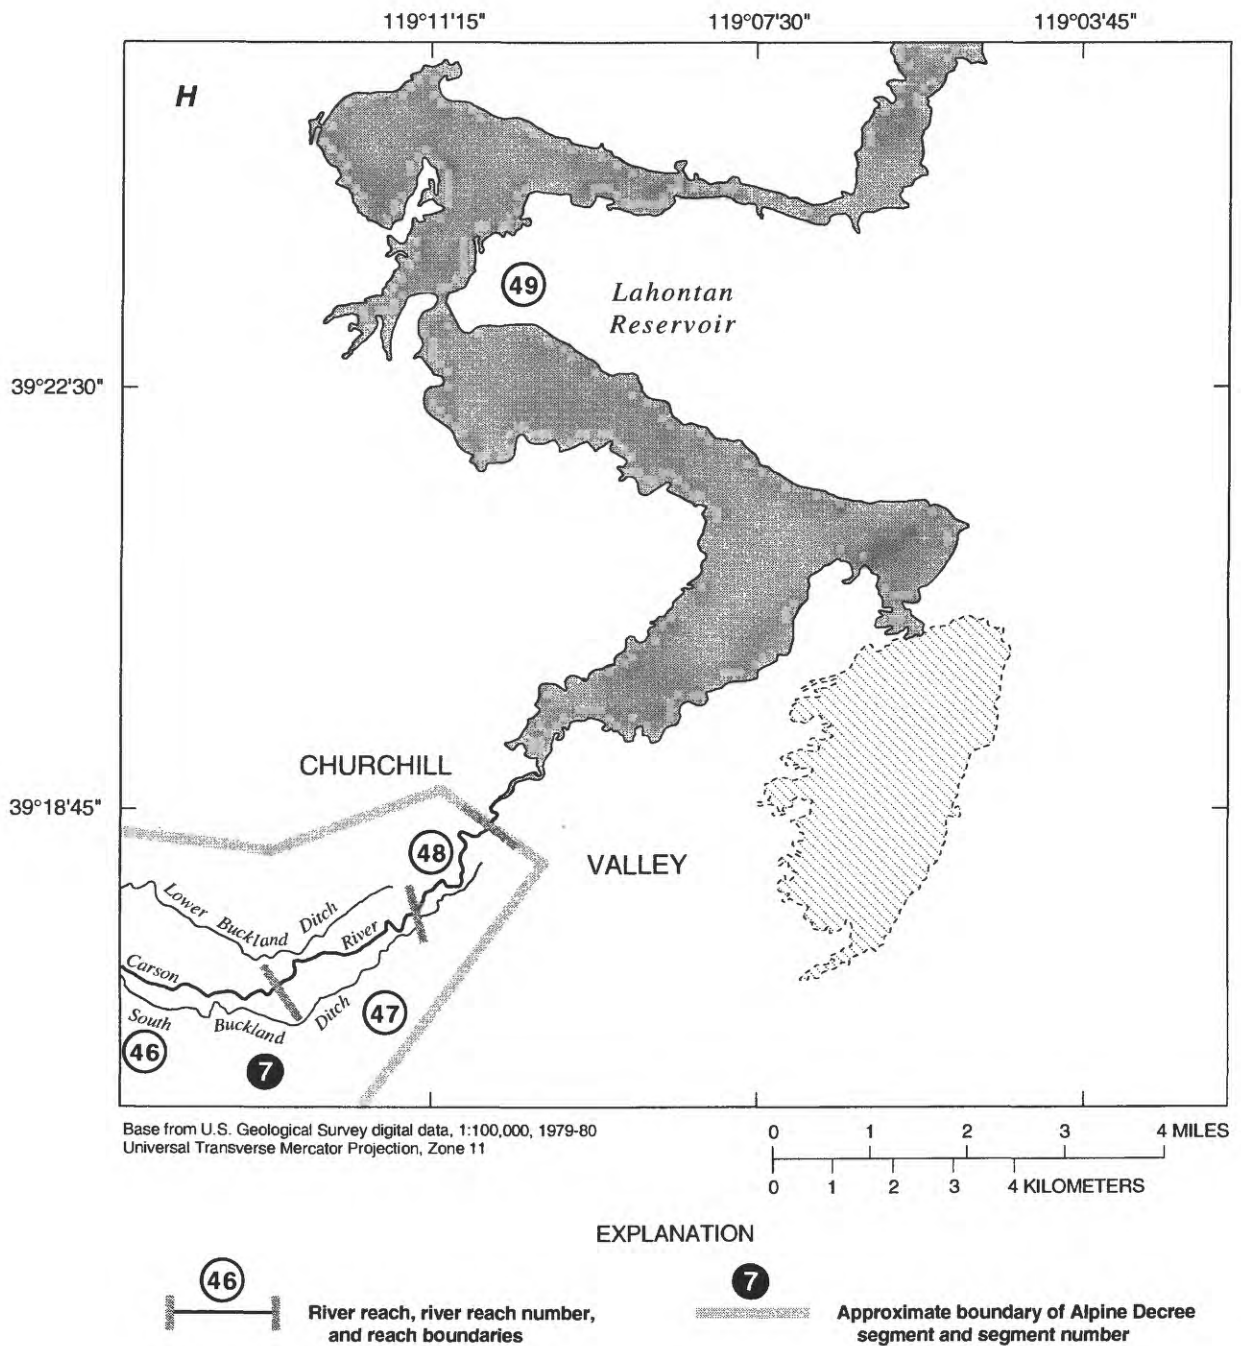 119°11'15"
119°07'30"
119°03'45"
H
49
Lahontan
Reservoir
39°22'30"
CHURCHILL
39°18'45"
48
VALLEY
Lower Buckland Ditch
River
Carson
South Buckland Ditch
47
46
7
Base from U.S. Geological Survey digital data, 1:100,000, 1979-80
Universal Transverse Mercator Projection, Zone 11
0 1 2 3 4 MILES
0 1 2 3 4 KILOMETERS
EXPLANATION
46
River reach, river reach number,
and reach boundaries
7
Approximate boundary of Alpine Decree
segment and segment number